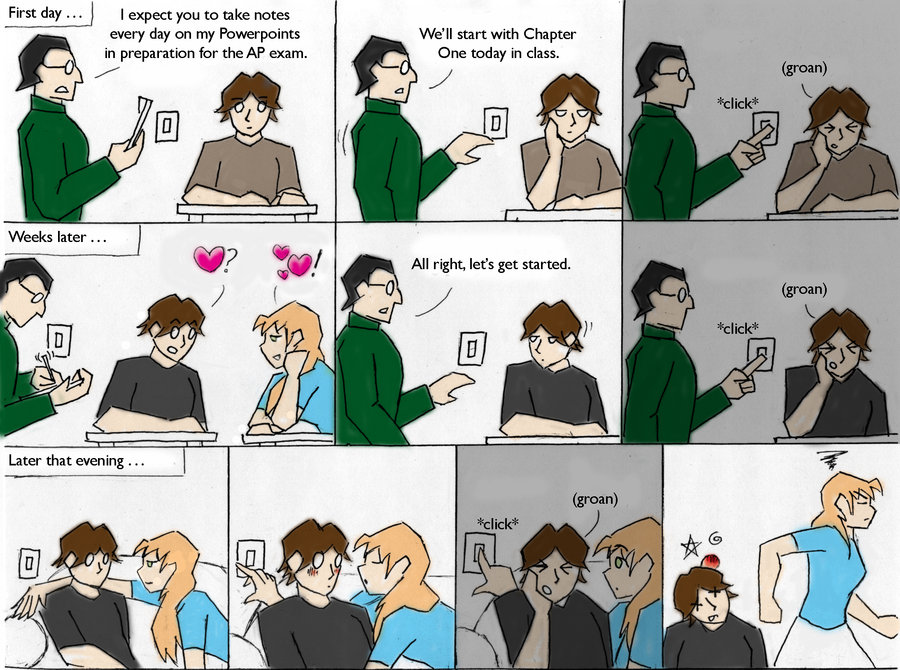 First day . . .
I expect you to take notes
every day on my Powerpoints
in preparation for the AP exam.
We'll start with Chapter
One today in class.
*click*
(groan)
Weeks later . . .
?
!
All right, let's get started.
*click*
(groan)
Later that evening . . .
*click*
(groan)